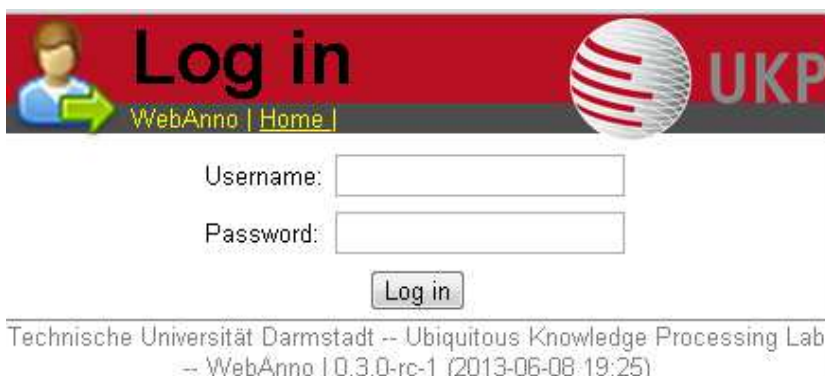 Log in
UKP
WebAnno | Home |
Username:
Password:
Log in
Technische Universität Darmstadt -- Ubiquitous Knowledge Processing Lab
-- WebAnno | 0.3.0-rc-1 (2013-06-08 19:25)